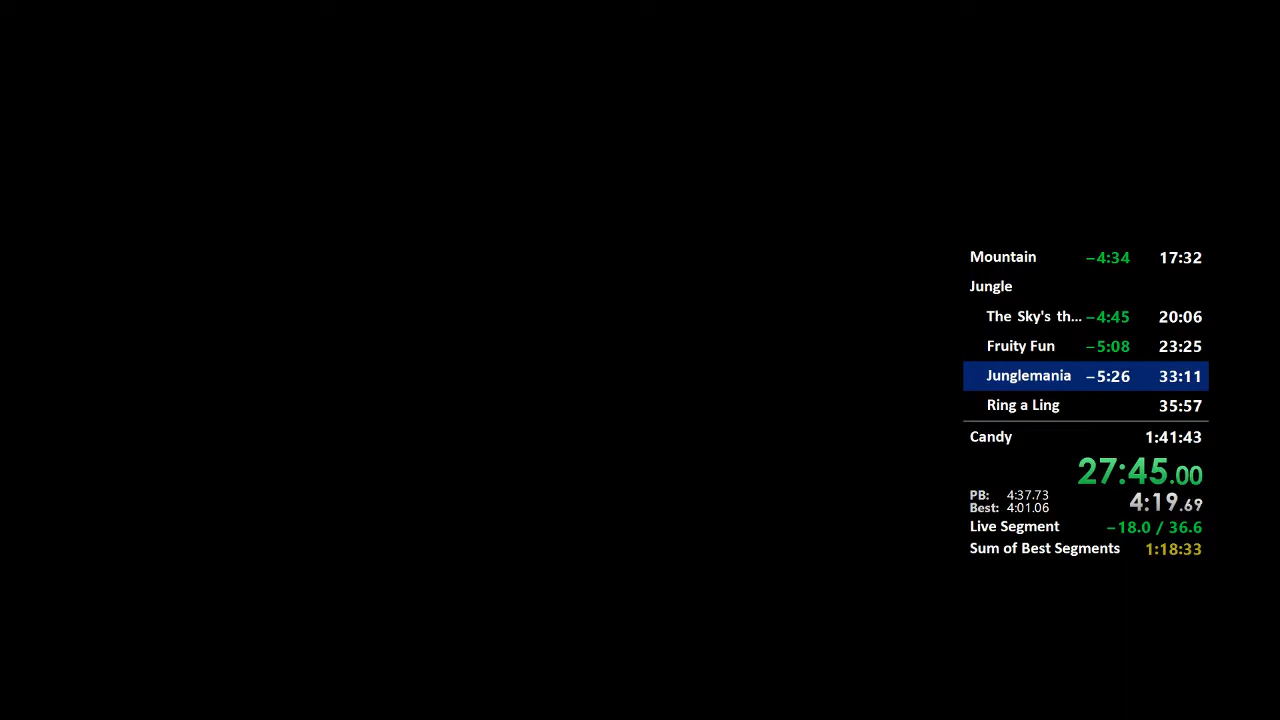 Mountain −4:34 17:32
Jungle
The Sky's th... −4:45 20:06
Fruity Fun −5:08 23:25
Junglemania −5:26 33:11
Ring a Ling 35:57
Candy 1:41:43
27:45.00
PB: 4:37.73 4:19.69
Best: 4:01.06
Live Segment −18.0 / 36.6
Sum of Best Segments 1:18:33